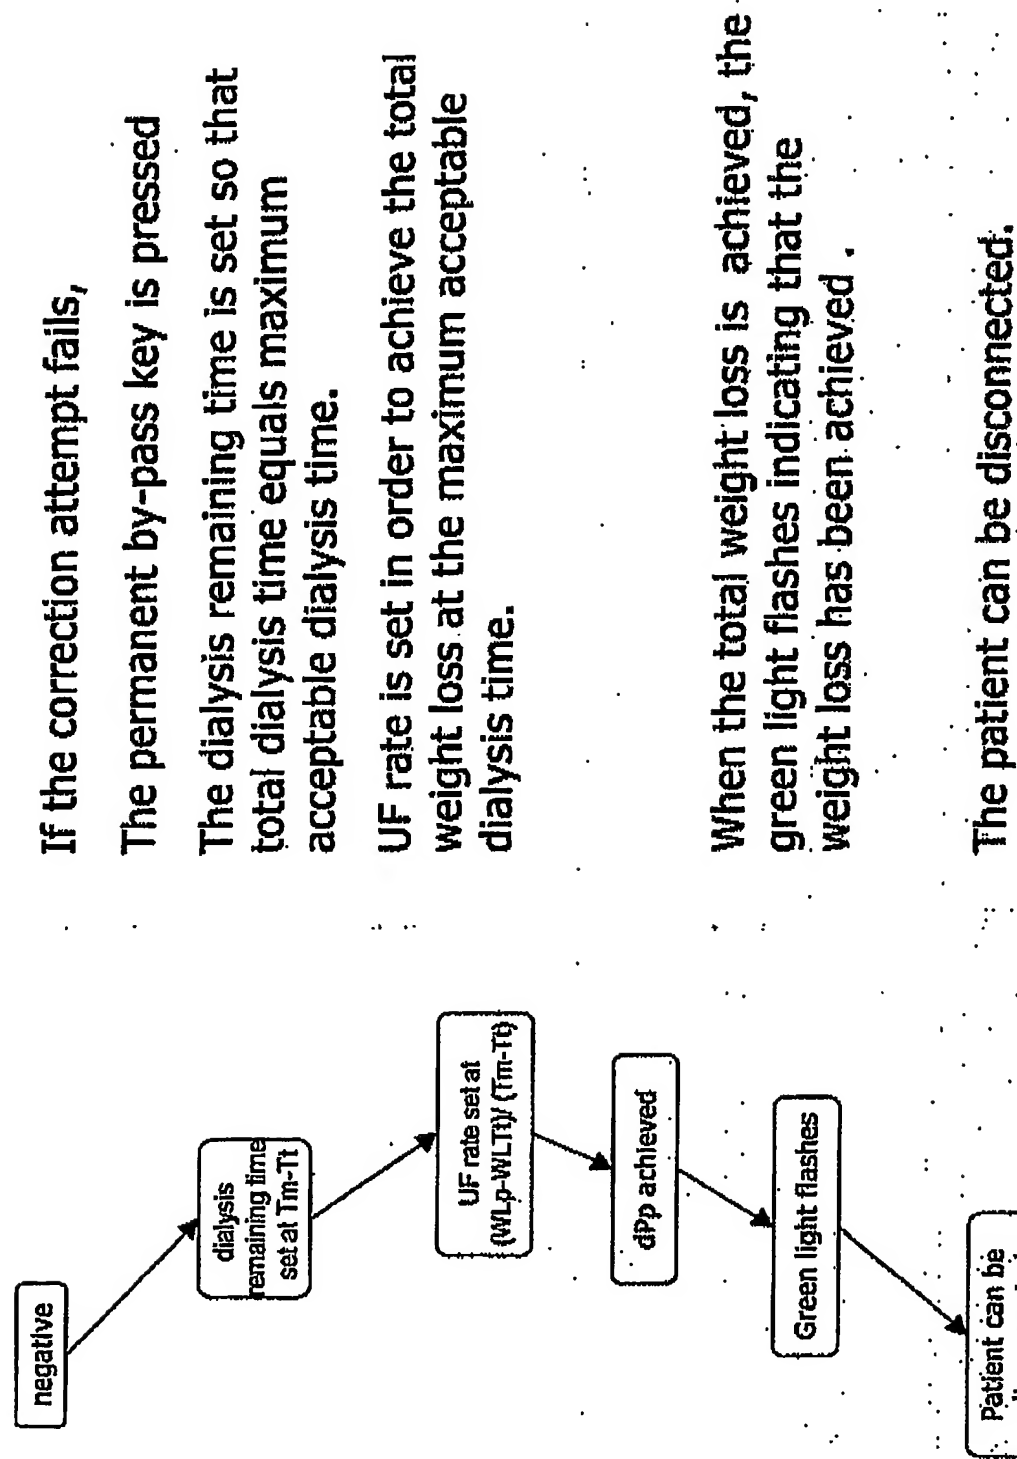 If the correction attempt fails,
The permanent by-pass key is pressed
The dialysis remaining time is set so that
total dialysis time equals maximum
acceptable dialysis time.
UF rate is set in order to achieve the total
weight loss at the maximum acceptable
dialysis time.
When the total weight loss is achieved, the
green light flashes indicating that the
weight loss has been achieved .
The patient can be disconnected.
negative
dialysis
remaining time
set at Tm-Tt
UF rate set at
(WLp-WLTt)/ (Tm-Tt)
dPp achieved
Green light flashes
Patient can be